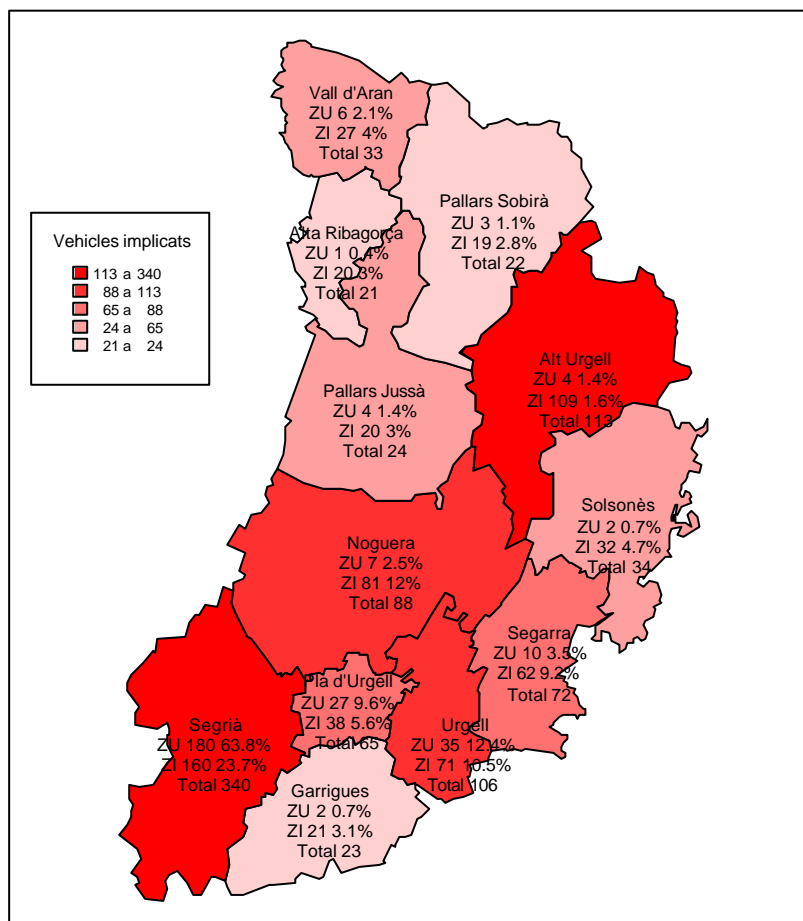 Vall d'Aran
ZU 6 2.1%
ZI 27 4%
Total 33
Pallars Sobirà
ZU 3 1.1%
ZI 19 2.8%
Total 22
Alta Ribagorça
ZU 1 0.4%
ZI 20 3%
Total 21
Vehicles implicats
113 a 340
88 a 113
65 a 88
24 a 65
21 a 24
Alt Urgell
ZU 4 1.4%
ZI 109 1.6%
Total 113
Pallars Jussà
ZU 4 1.4%
ZI 20 3%
Total 24
Solsonès
ZU 2 0.7%
ZI 32 4.7%
Total 34
Noguera
ZU 7 2.5%
ZI 81 12%
Total 88
Segarra
ZU 10 3.5%
ZI 62 9.2%
Total 72
Pla d'Urgell
ZU 27 9.6%
ZI 38 5.6%
Total 65
Segrià
ZU 180 63.8%
ZI 160 23.7%
Total 340
Urgell
ZU 35 12.4%
ZI 71 10.5%
Total 106
Garrigues
ZU 2 0.7%
ZI 21 3.1%
Total 23